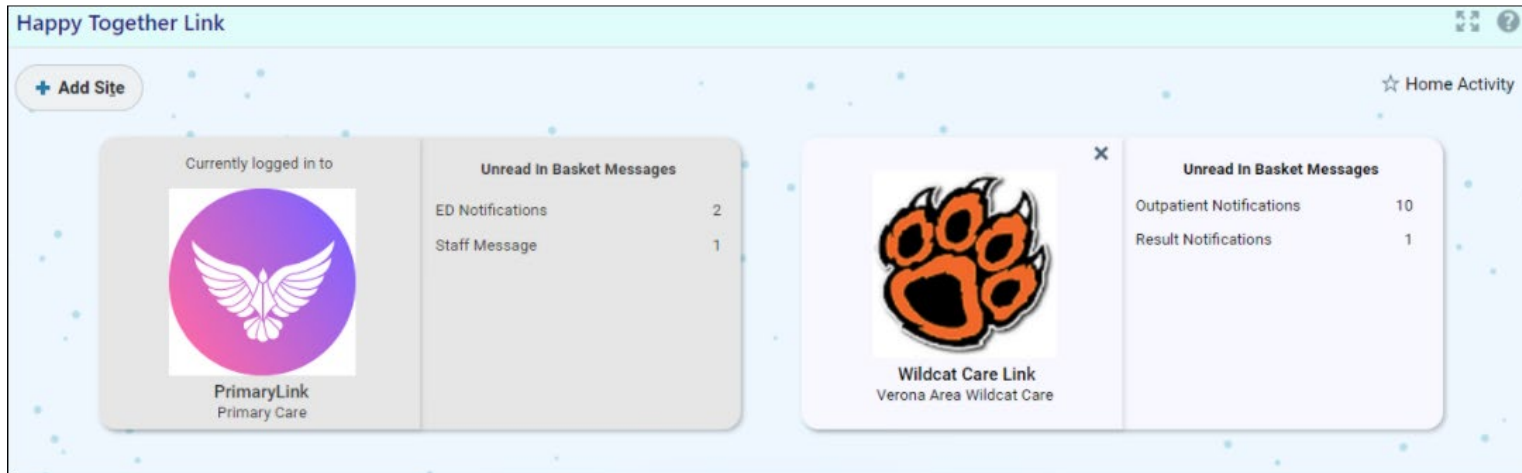 Happy Together Link
+ Add Site
☆ Home Activity
Currently logged in to
PrimaryLink
Primary Care
Unread In Basket Messages
ED Notifications 2
Staff Message 1
Wildcat Care Link
Verona Area Wildcat Care
Unread In Basket Messages
Outpatient Notifications 10
Result Notifications 1